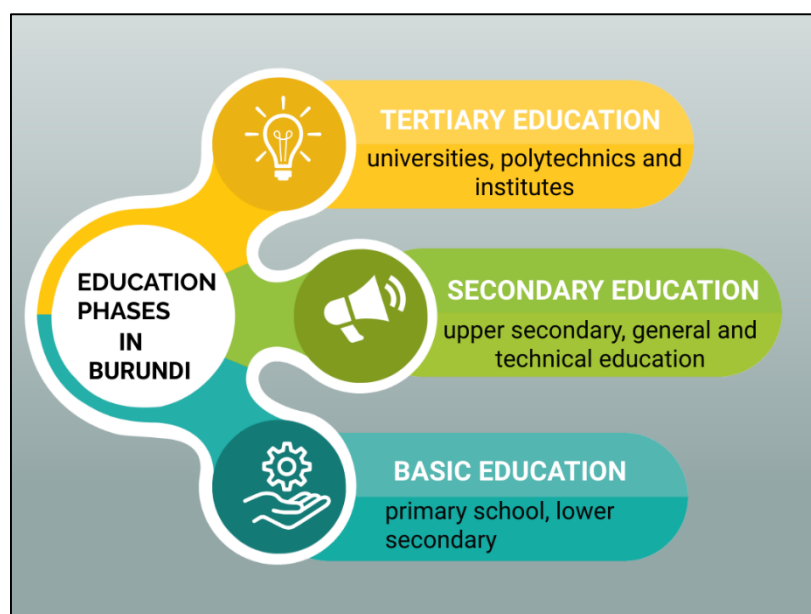 TERTIARY EDUCATION
universities, polytechnics and
institutes
EDUCATION
PHASES
IN
BURUNDI
SECONDARY EDUCATION
upper secondary, general and
technical education
BASIC EDUCATION
primary school, lower
secondary